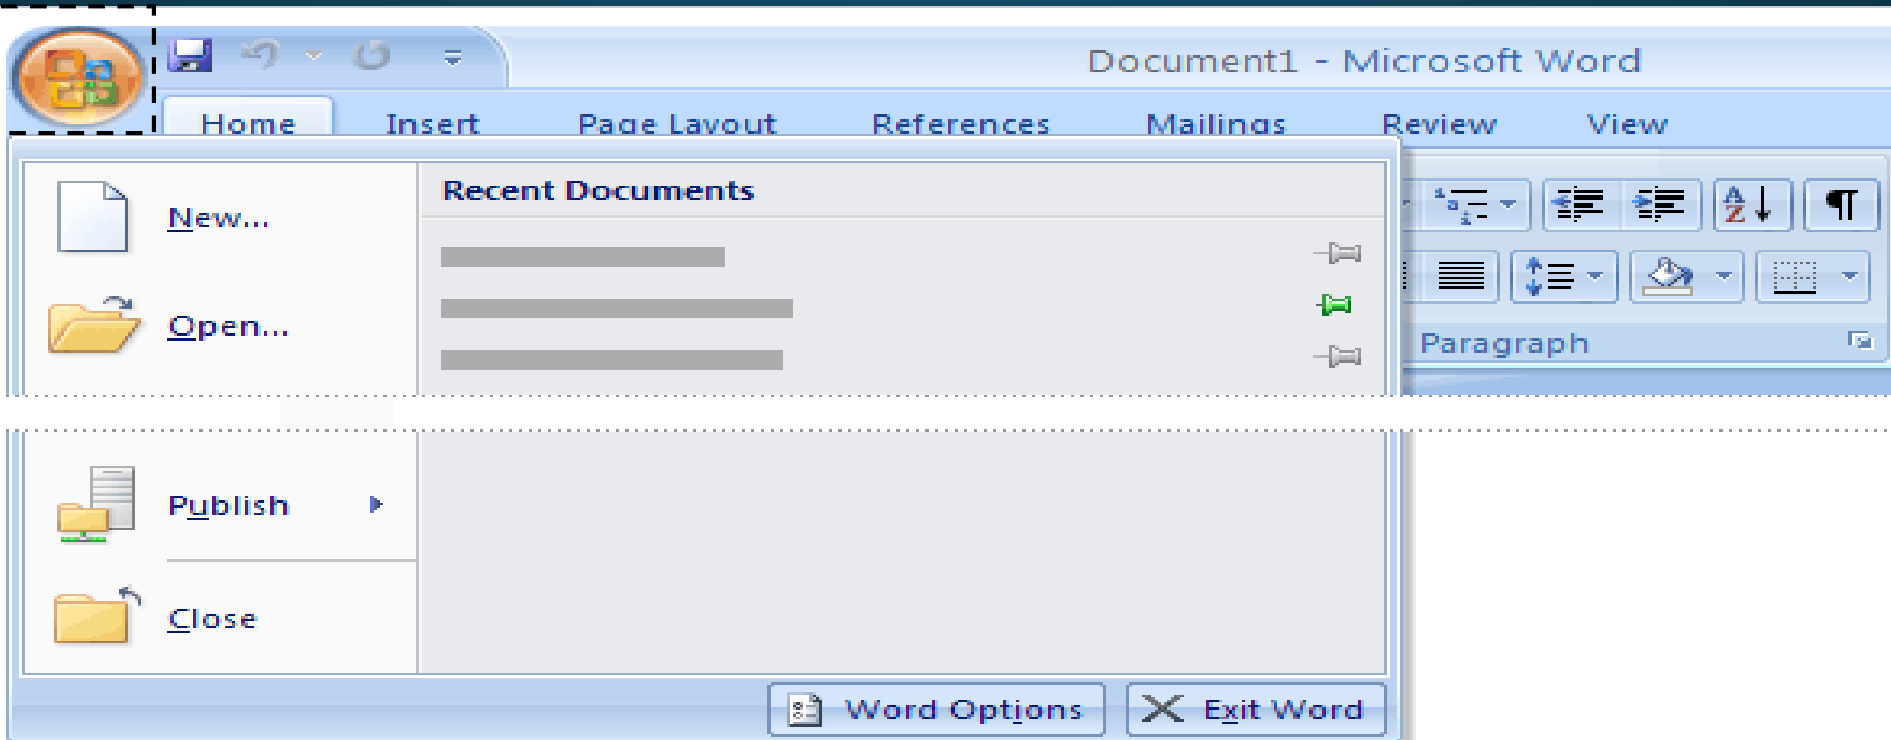 Document1 - Microsoft Word
Home Insert Page Layout References Mailings Review View
Recent Documents
New...
Open...
Paragraph
Publish
Close
Word Options Exit Word